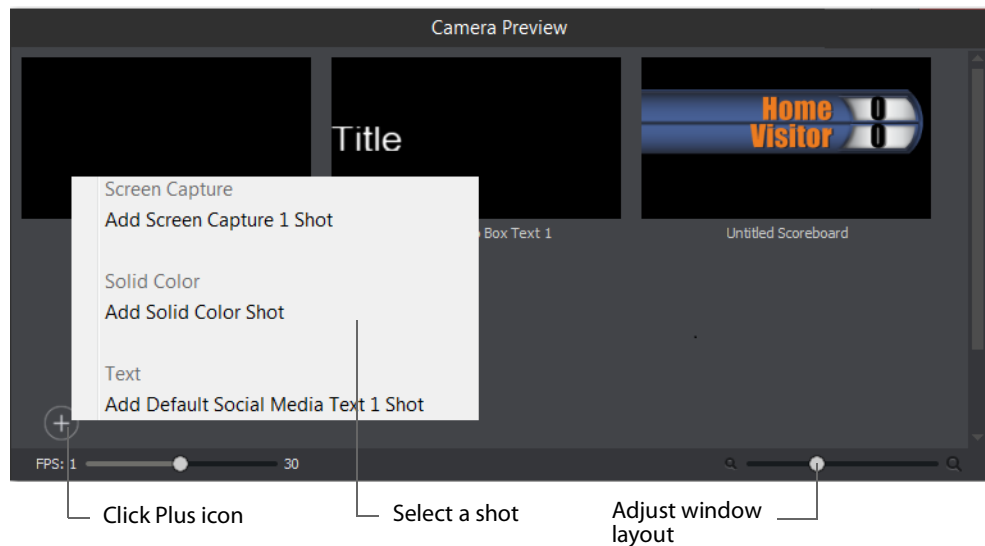 Camera Preview
Title
Home 0
Visitor 0
Box Text 1
Untitled Scoreboard
Screen Capture
Add Screen Capture 1 Shot
Solid Color
Add Solid Color Shot
Text
Add Default Social Media Text 1 Shot
FPS: 1
30
Click Plus icon
Select a shot
Adjust window
layout